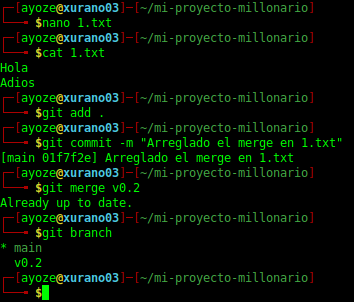 [ayoze@xurano03]-[~/mi-proyecto-millonario]
$nano 1.txt
[ayoze@xurano03]-[~/mi-proyecto-millonario]
$cat 1.txt
Hola
Adios
[ayoze@xurano03]-[~/mi-proyecto-millonario]
$git add .
[ayoze@xurano03]-[~/mi-proyecto-millonario]
$git commit -m "Arreglado el merge en 1.txt"
[main 01f7f2e] Arreglado el merge en 1.txt
[ayoze@xurano03]-[~/mi-proyecto-millonario]
$git merge v0.2
Already up to date.
[ayoze@xurano03]-[~/mi-proyecto-millonario]
$git branch
* main
  v0.2
[ayoze@xurano03]-[~/mi-proyecto-millonario]
$